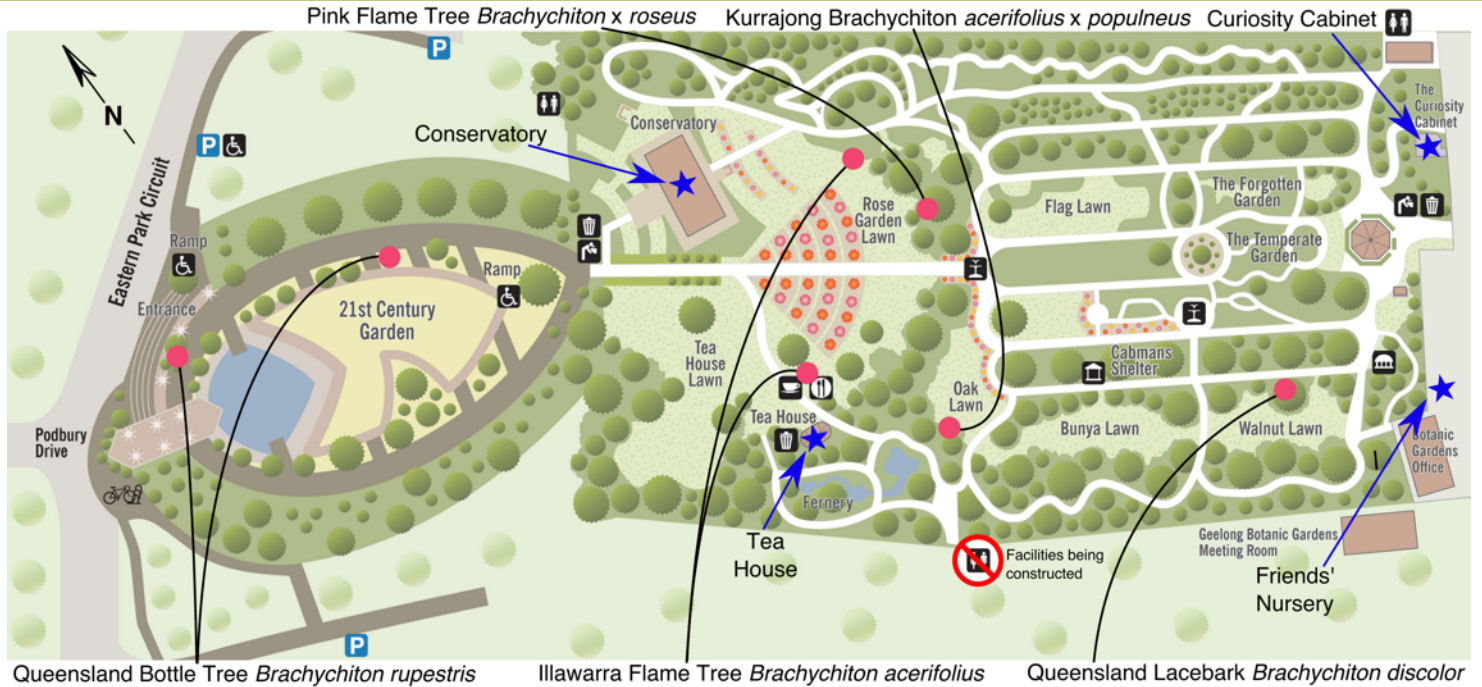 Pink Flame Tree Brachychiton x roseus
Kurrajong Brachychiton acerifolius x populneus
Curiosity Cabinet
P
N
The
Curiosity
Cabinet
Conservatory
Conservatory
P
Eastern Park Circuit
Ramp
Entrance
Ramp
21st Century
Garden
Rose
Garden
Lawn
Flag Lawn
The Forgotten
Garden
The Temperate
Garden
Tea
House
Lawn
Cabmans
Shelter
Oak
Lawn
Tea House
Bunya Lawn
Walnut Lawn
Podbury
Drive
Botanic
Gardens
Office
Fernery
Geelong Botanic Gardens
Meeting Room
Tea
House
Facilities being
constructed
Friends'
Nursery
P
Queensland Bottle Tree Brachychiton rupestris
Illawarra Flame Tree Brachychiton acerifolius
Queensland Lacebark Brachychiton discolor